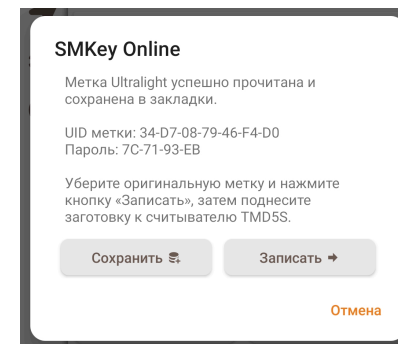 SMKey Online
Метка Ultralight успешно прочитана и
сохранена в закладки.
UID метки: 34-D7-08-79-46-F4-D0
Пароль: 7C-71-93-EB
Уберите оригинальную метку и нажмите
кнопку «Записать», затем поднесите
заготовку к считывателю TMD5S.
Сохранить
Записать
Отмена